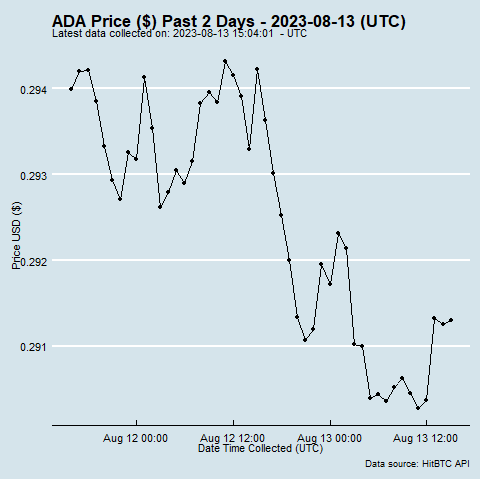 ADA Price ($) Past 2 Days - 2023-08-13 (UTC)
Latest data collected on: 2023-08-13 15:04:01 - UTC
0.294
0.293
0.292
0.291
Price USD ($)
Aug 12 00:00 Aug 12 12:00 Aug 13 00:00 Aug 13 12:00
Date Time Collected (UTC)
Data source: HitBTC API